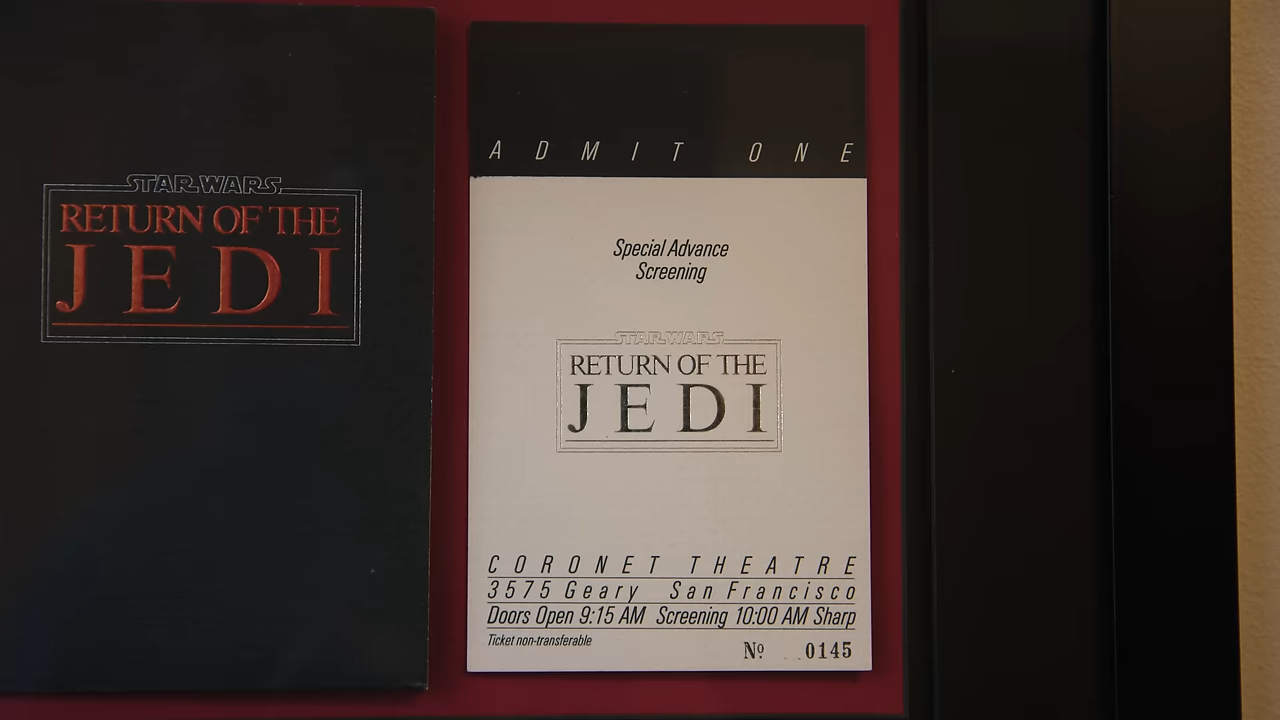 STAR WARS
RETURN OF THE
JEDI
ADMIT ONE
Special Advance
Screening
STAR WARS
RETURN OF THE
JEDI
CORONET THEATRE
3575 Geary San Francisco
Doors Open 9:15 AM Screening 10:00 AM Sharp
Ticket non-transferable
Nº 0145